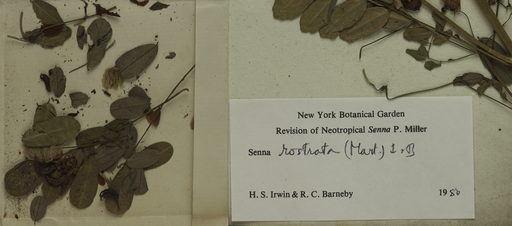 New York Botanical Garden
Revision of Neotropical Senna P. Miller
Senna rostrata (Mart.) I & B
H. S. Irwin & R. C. Barneby 1980